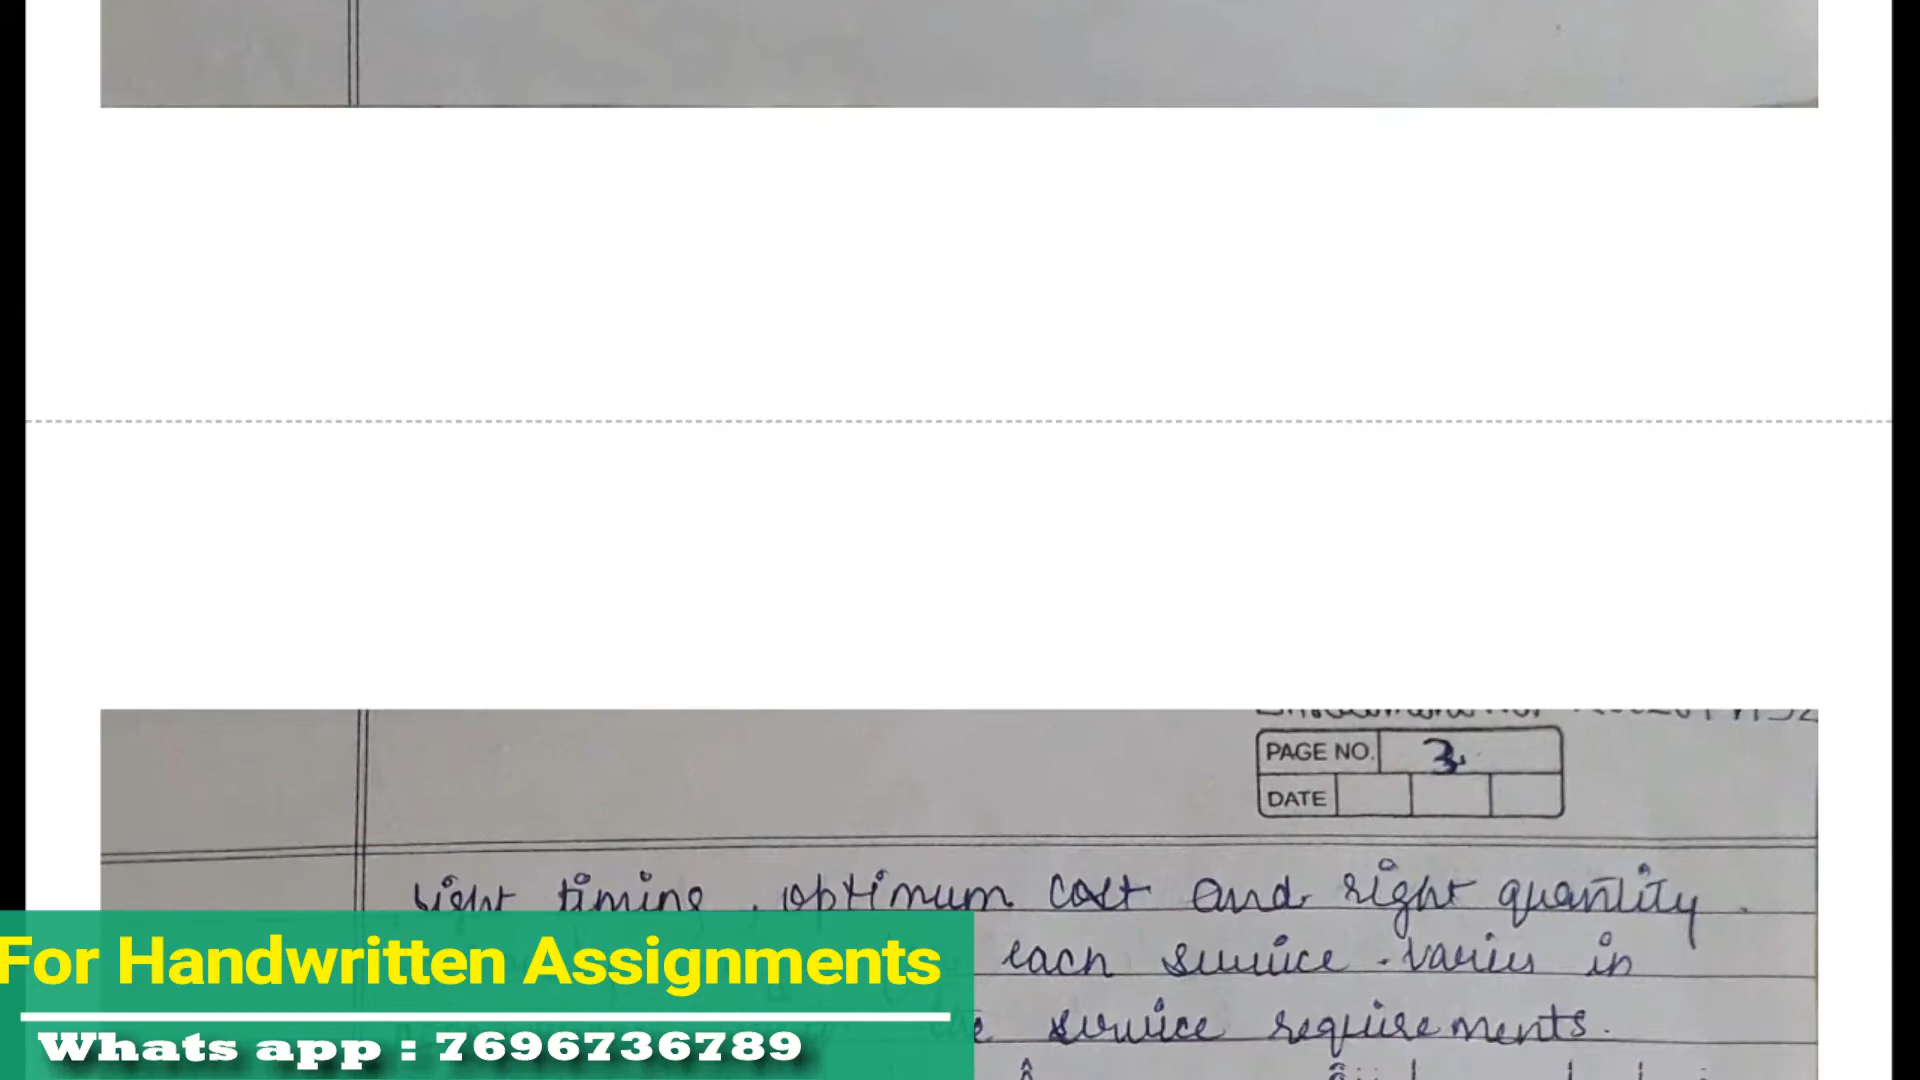 PAGE NO. 3
DATE
right timing, optimum cost and right quantity.
each service varies in
service requirements.
For Handwritten Assignments
Whats app : 7696736789